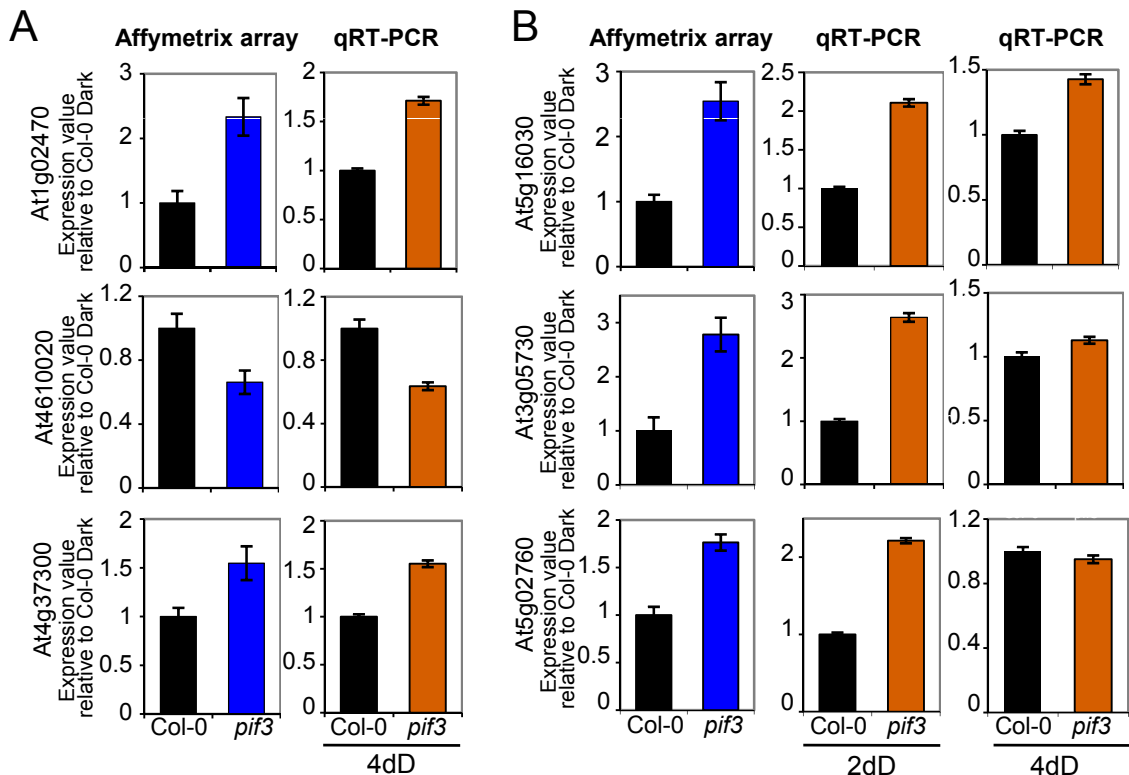 A
Affymetrix array
qRT-PCR
At1g02470
Expression value
relative to Col-0 Dark
3
2
1
0
2
1.5
1
0.5
0
At4610020
Expression value
relative to Col-0 Dark
1.2
0.8
0.4
0
1.2
0.8
0.4
0
At4g37300
Expression value
relative to Col-0 Dark
2
1.5
1
0.5
0
2
1.5
1
0.5
0
Col-0
pif3
Col-0
pif3
4dD
B
Affymetrix array
qRT-PCR
qRT-PCR
At5g16030
Expression value
relative to Col-0 Dark
3
2
1
0
2.5
2
1.5
1
0.5
0
1.5
1
0.5
0
At3g05730
Expression value
relative to Col-0 Dark
3
2
1
0
3
2
1
0
1.5
1
0.5
0
At5g02760
Expression value
relative to Col-0 Dark
2
1.5
1
0.5
0
2
1
0
1.2
0.8
0.4
0
Col-0
pif3
Col-0
pif3
Col-0
pif3
2dD
4dD